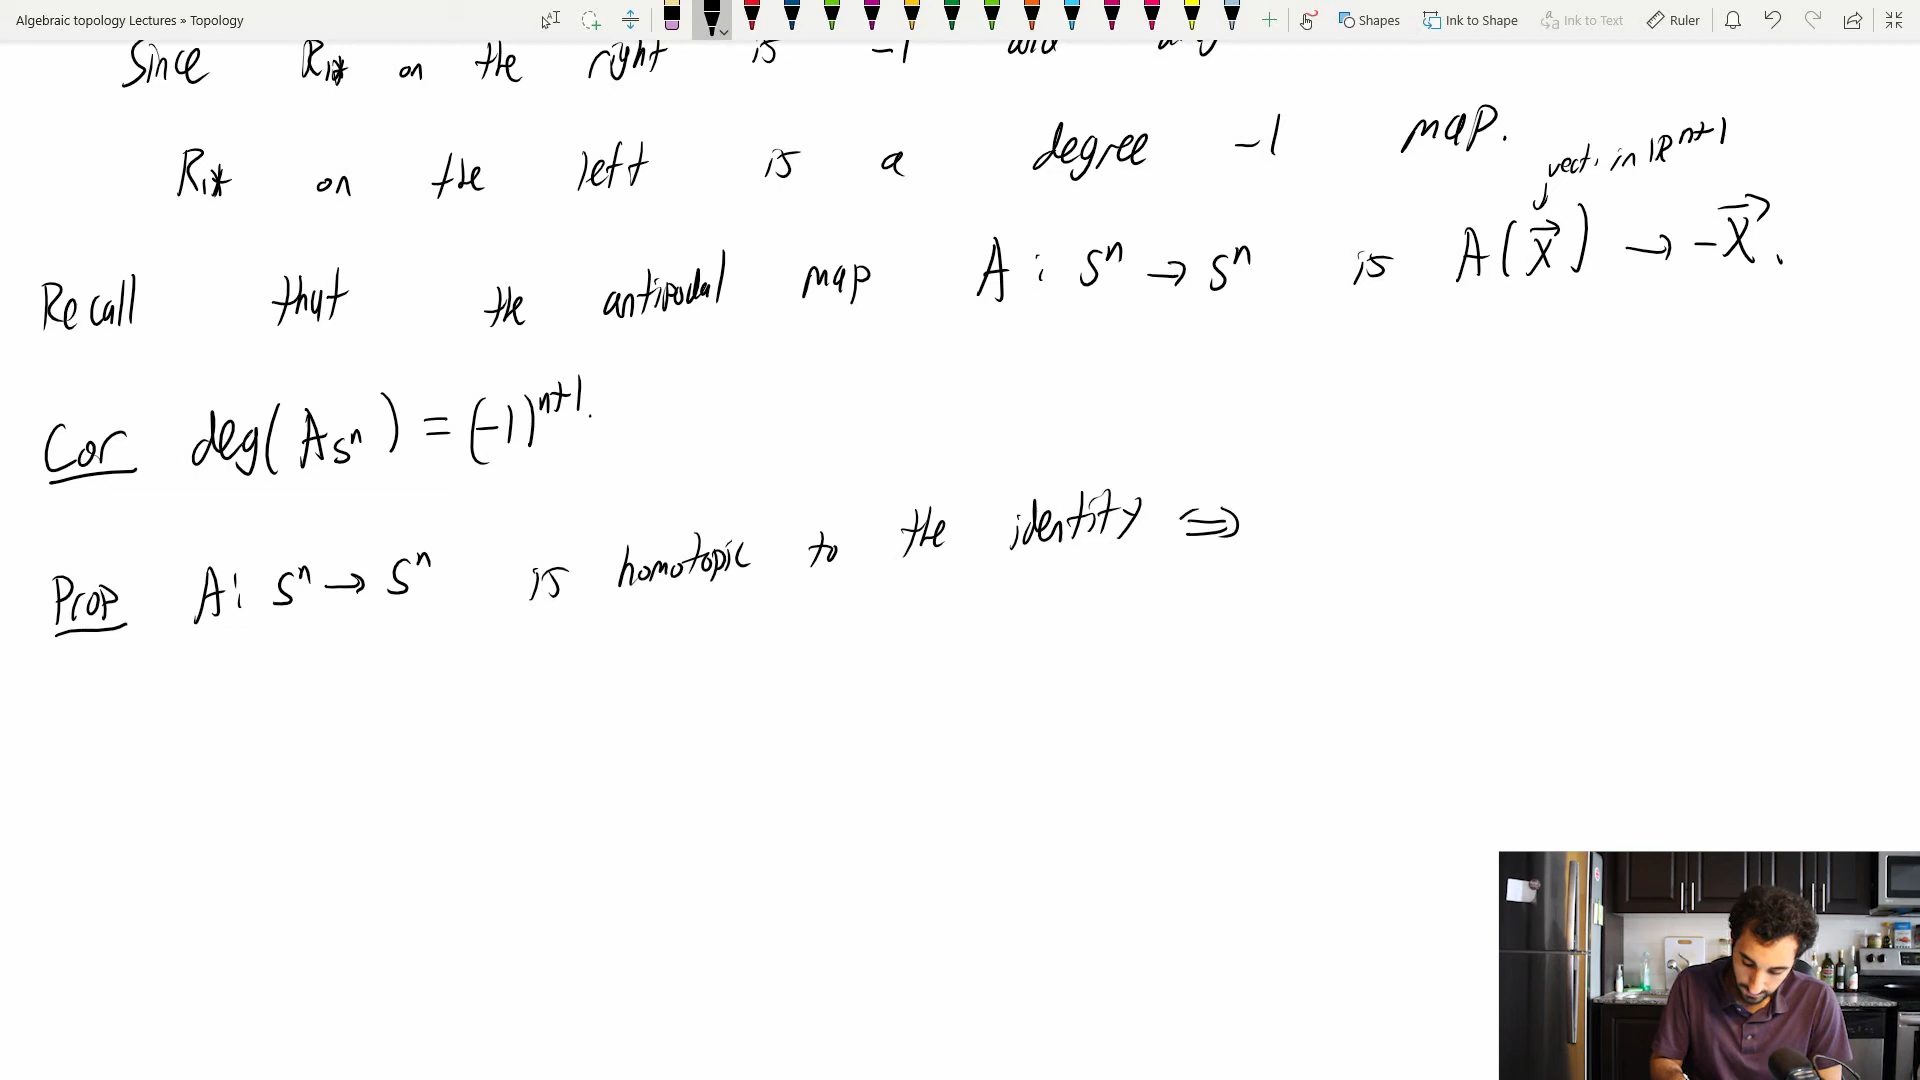 Algebraic topology Lectures » Topology
Shapes Ink to Shape Ink to Text Ruler
Since R₁* on the right is -1 and
R₁* on the left is a degree -1 map.
vect. in ℝⁿ⁺¹
Recall that the antipodal map A : Sⁿ → Sⁿ is A(x⃗) → -x⃗.
Cor deg(A_Sⁿ) = (-1)ⁿ⁺¹.
Prop A: Sⁿ → Sⁿ is homotopic to the identity ⟺